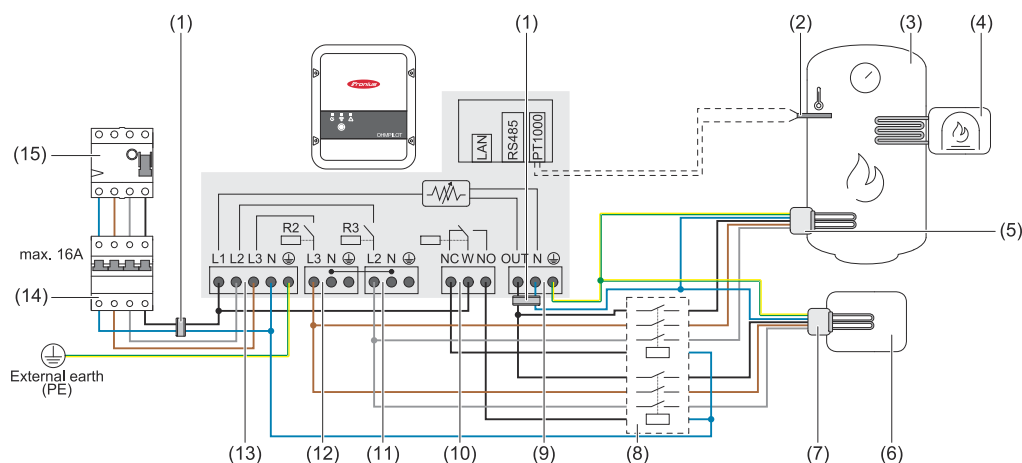 (1)
(1)
(2)
(3)
(4)
Fronius
OHMPILOT
LAN
RS485
PT1000
(15)
(5)
R2
R3
max. 16A
L1 L2 L3 N
L3 N
L2 N
NC W NO
OUT N
(14)
External earth
(PE)
(13)
(12)
(11)
(10)
(9)
(8)
(7)
(6)